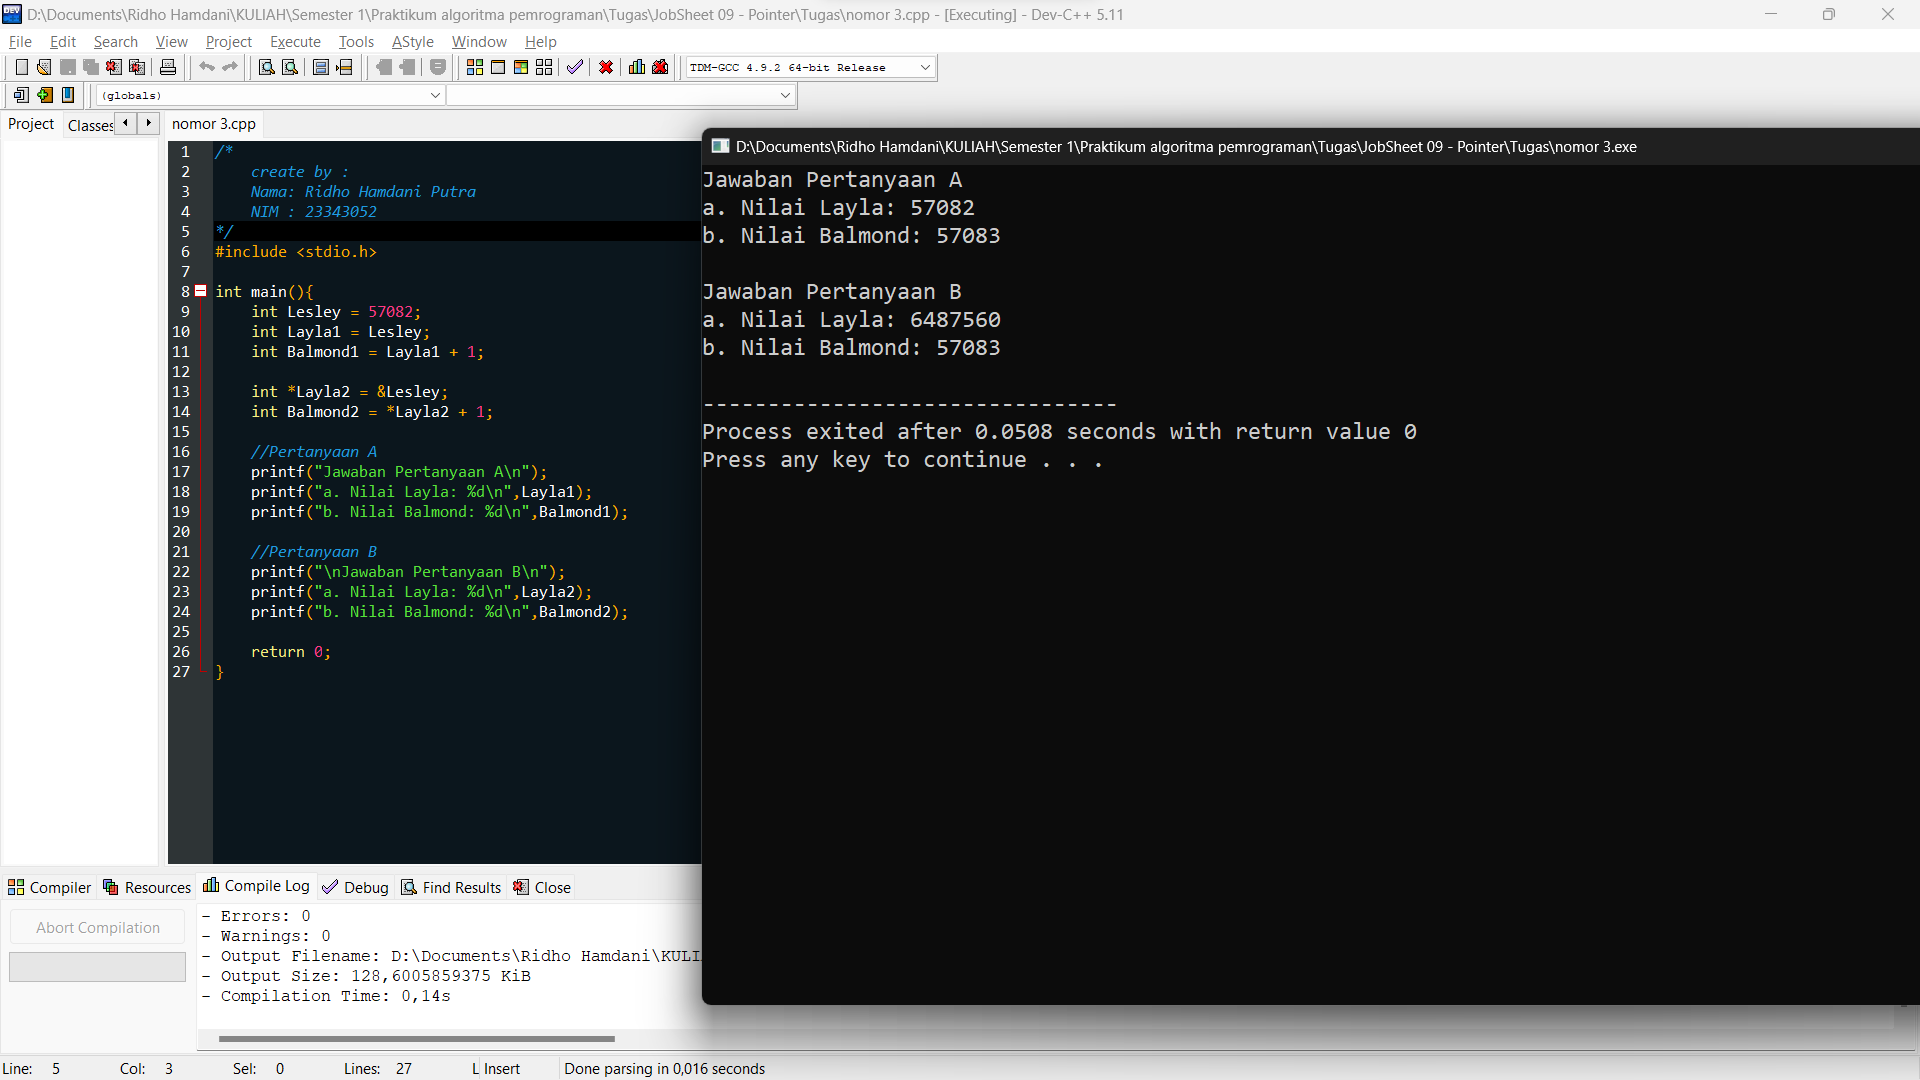 D:\Documents\Ridho Hamdani\KULIAH\Semester 1\Praktikum algoritma pemrograman\Tugas\JobSheet 09 - Pointer\Tugas\nomor 3.cpp - [Executing] - Dev-C++ 5.11
File Edit Search View Project Execute Tools AStyle Window Help
TDM-GCC 4.9.2 64-bit Release
(globals)
Project Classes nomor 3.cpp
1 /*
2 create by :
3 Nama: Ridho Hamdani Putra
4 NIM : 23343052
5 */
6 #include <stdio.h>
7
8 int main(){
9 int Lesley = 57082;
10 int Layla1 = Lesley;
11 int Balmond1 = Layla1 + 1;
12
13 int *Layla2 = &Lesley;
14 int Balmond2 = *Layla2 + 1;
15
16 //Pertanyaan A
17 printf("Jawaban Pertanyaan A\n");
18 printf("a. Nilai Layla: %d\n",Layla1);
19 printf("b. Nilai Balmond: %d\n",Balmond1);
20
21 //Pertanyaan B
22 printf("\nJawaban Pertanyaan B\n");
23 printf("a. Nilai Layla: %d\n",Layla2);
24 printf("b. Nilai Balmond: %d\n",Balmond2);
25
26 return 0;
27 }
D:\Documents\Ridho Hamdani\KULIAH\Semester 1\Praktikum algoritma pemrograman\Tugas\JobSheet 09 - Pointer\Tugas\nomor 3.exe
Jawaban Pertanyaan A
a. Nilai Layla: 57082
b. Nilai Balmond: 57083
Jawaban Pertanyaan B
a. Nilai Layla: 6487560
b. Nilai Balmond: 57083
--------------------------------
Process exited after 0.0508 seconds with return value 0
Press any key to continue . . .
Compiler Resources Compile Log Debug Find Results Close
Abort Compilation
- Errors: 0
- Warnings: 0
- Output Filename: D:\Documents\Ridho Hamdani\KULI
- Output Size: 128,6005859375 KiB
- Compilation Time: 0,14s
Line: 5 Col: 3 Sel: 0 Lines: 27 L Insert Done parsing in 0,016 seconds